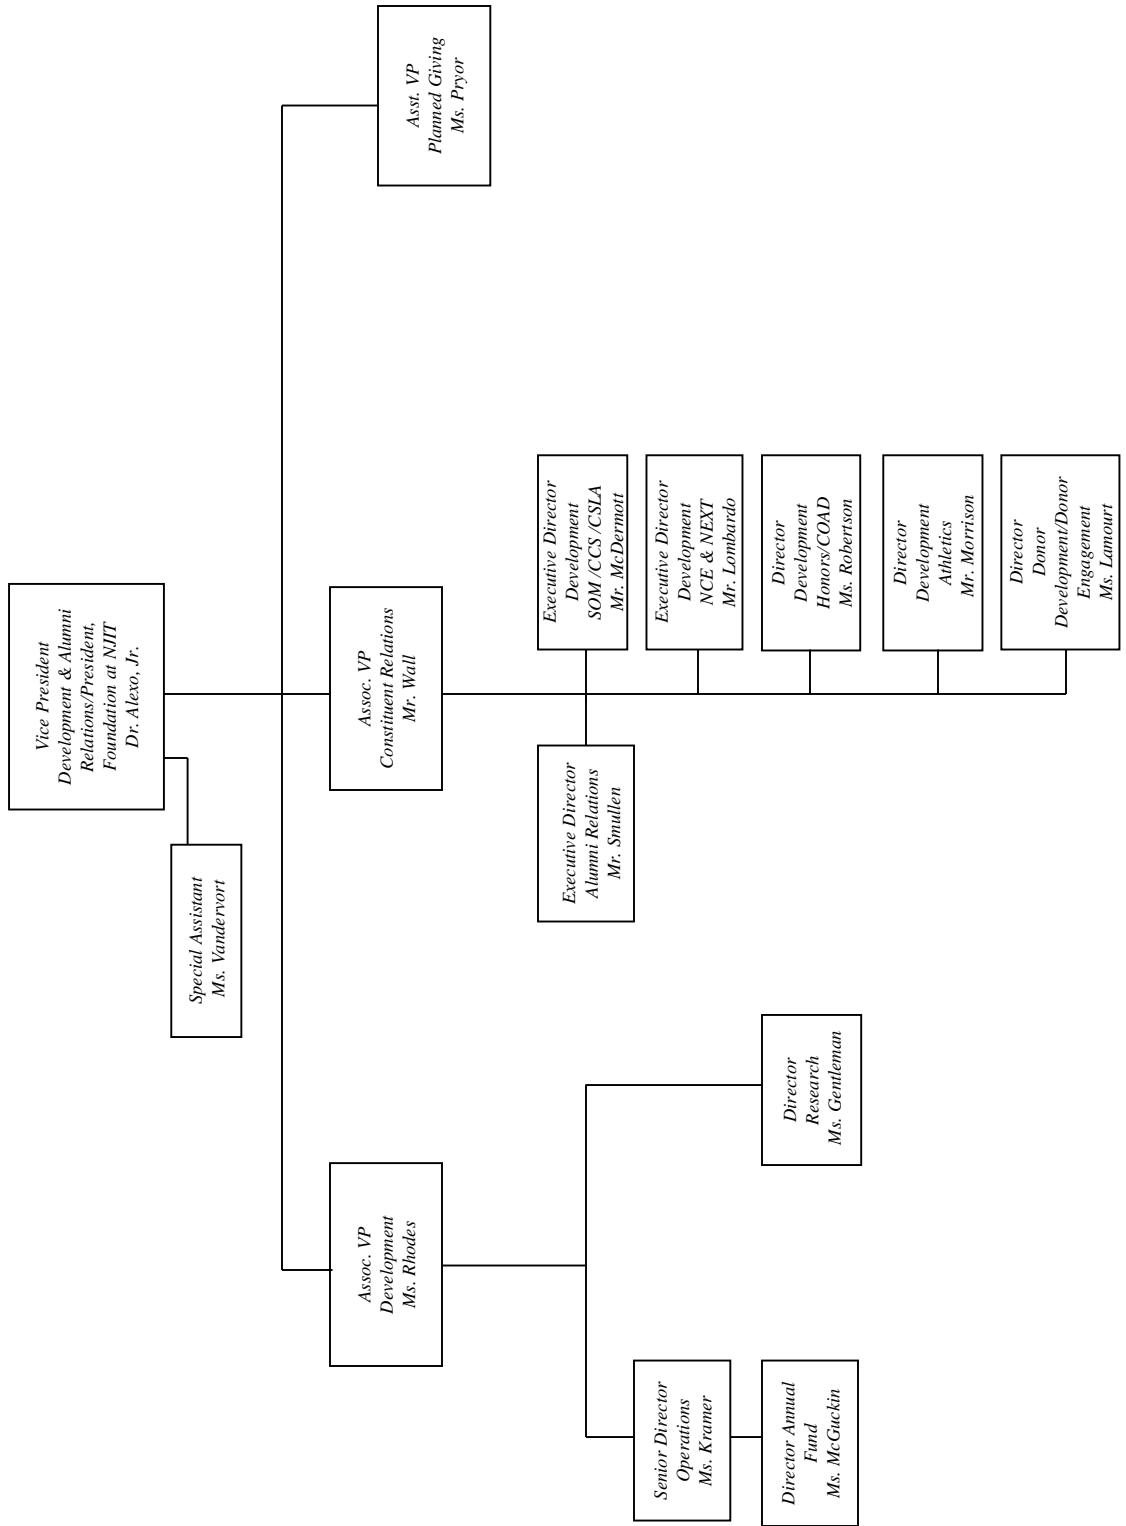 Vice President
Development & Alumni
Relations/President,
Foundation at NJIT
Dr. Alexo, Jr.
Special Assistant
Ms. Vandervort
Assoc. VP
Development
Ms. Rhodes
Assoc. VP
Constituent Relations
Mr. Wall
Asst. VP
Planned Giving
Ms. Pryor
Senior Director
Operations
Ms. Kramer
Director Annual
Fund
Ms. McGuckin
Director
Research
Ms. Gentleman
Executive Director
Alumni Relations
Mr. Smullen
Executive Director
Development
SOM /CCS /CSLA
Mr. McDermott
Executive Director
Development
NCE & NEXT
Mr. Lombardo
Director
Development
Honors/COAD
Ms. Robertson
Director
Development
Athletics
Mr. Morrison
Director
Donor
Development/Donor
Engagement
Ms. Lamourt